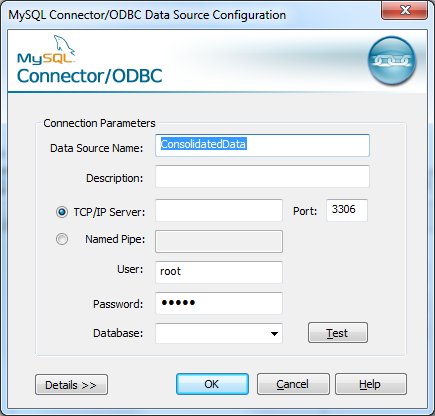 MySQL Connector/ODBC Data Source Configuration
MySQL
Connector/ODBC
Connection Parameters
Data Source Name: ConsolidatedData
Description:
TCP/IP Server: Port: 3306
Named Pipe:
User: root
Password: •••••
Database: Test
Details >> OK Cancel Help